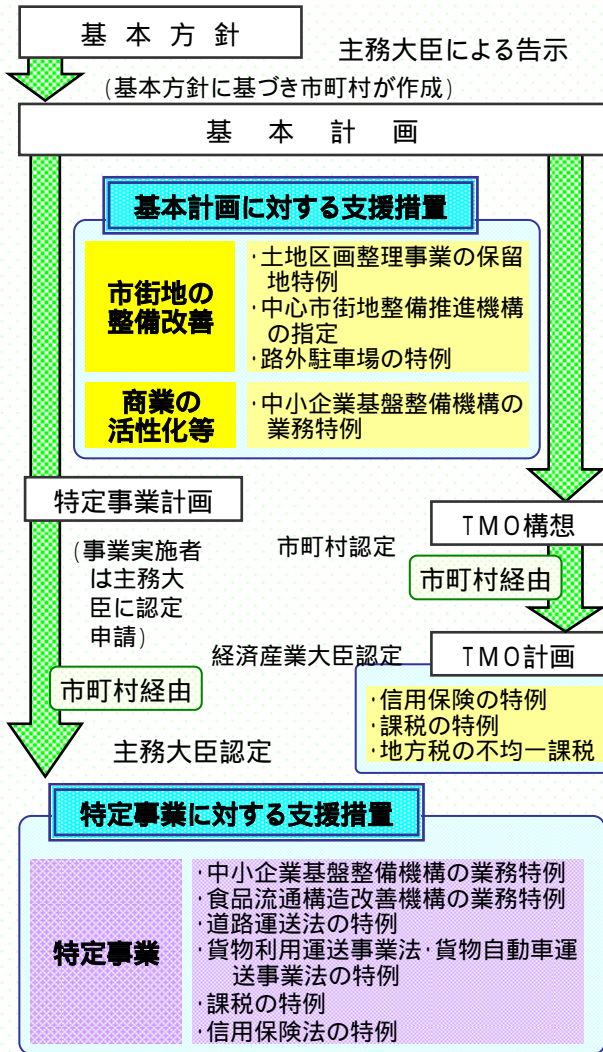 基本方針
主務大臣による告示
(基本方針に基づき市町村が作成)
基本計画
基本計画に対する支援措置
市街地の
整備改善
・土地区画整理事業の保留
地特例
・中心市街地整備推進機構
の指定
・路外駐車場の特例
商業の
活性化等
・中小企業基盤整備機構の
業務特例
特定事業計画
(事業実施者
は主務大
臣に認定
申請)
市町村経由
主務大臣認定
TMO構想
市町村認定
市町村経由
経済産業大臣認定
TMO計画
・信用保険の特例
・課税の特例
・地方税の不均一課税
特定事業に対する支援措置
特定事業
・中小企業基盤整備機構の業務特例
・食品流通構造改善機構の業務特例
・道路運送法の特例
・貨物利用運送事業法・貨物自動車運
送事業法の特例
・課税の特例
・信用保険法の特例